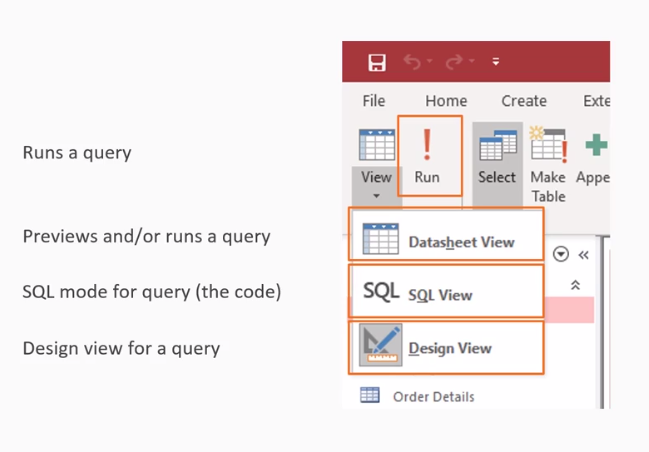 File Home Create Exte
Runs a query
View Run Select Make Appe
Table
Previews and/or runs a query
Datasheet View
SQL mode for query (the code)
SQL SQL View
Design view for a query
Design View
Order Details